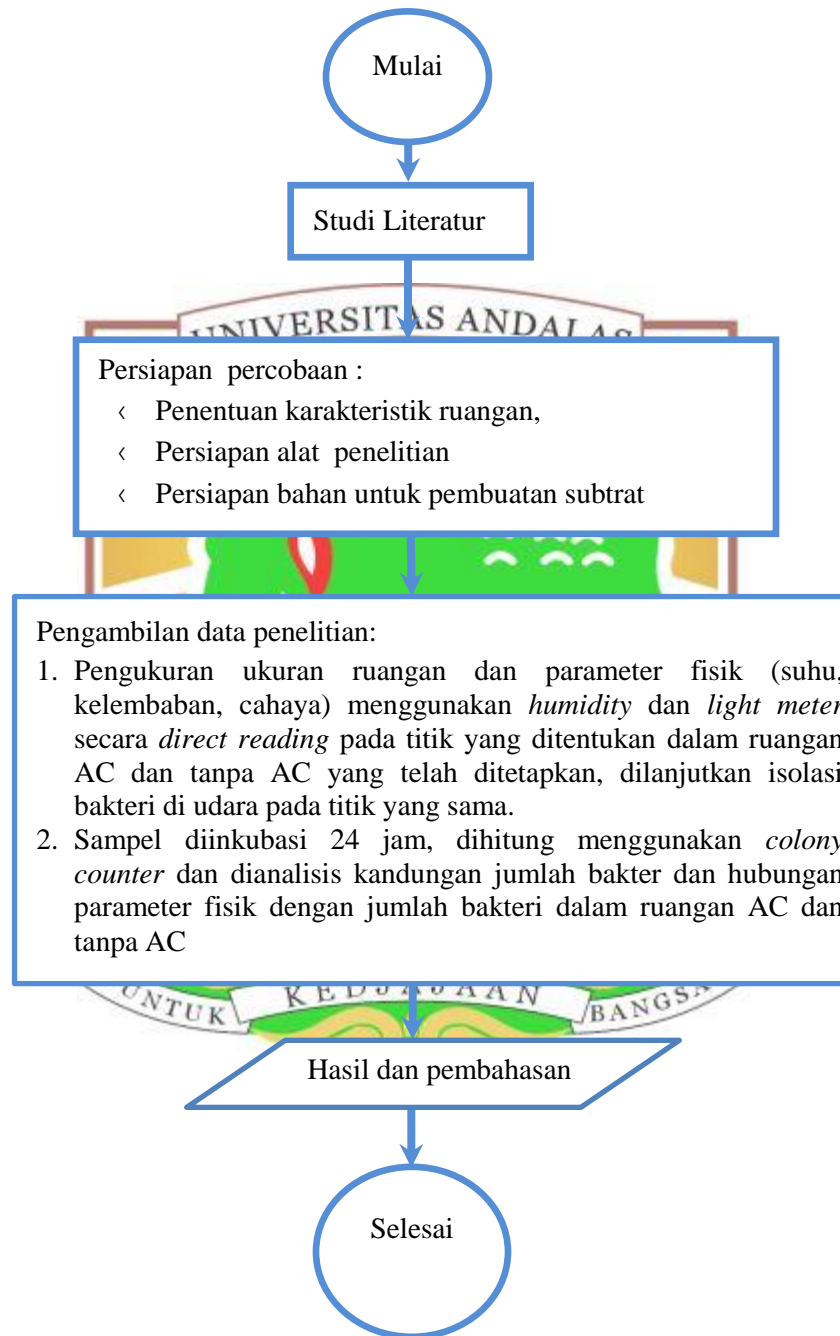 Mulai
Studi Literatur
UNIVERSITAS ANDALAS
Persiapan percobaan :
‹ Penentuan karakteristik ruangan,
‹ Persiapan alat penelitian
‹ Persiapan bahan untuk pembuatan subtrat
Pengambilan data penelitian:
1. Pengukuran ukuran ruangan dan parameter fisik (suhu,
kelembaban, cahaya) menggunakan humidity dan light meter
secara direct reading pada titik yang ditentukan dalam ruangan
AC dan tanpa AC yang telah ditetapkan, dilanjutkan isolasi
bakteri di udara pada titik yang sama.
2. Sampel diinkubasi 24 jam, dihitung menggunakan colony
counter dan dianalisis kandungan jumlah bakter dan hubungan
parameter fisik dengan jumlah bakteri dalam ruangan AC dan
tanpa AC
UNTUK KEDJAJAAN BANGSA
Hasil dan pembahasan
Selesai